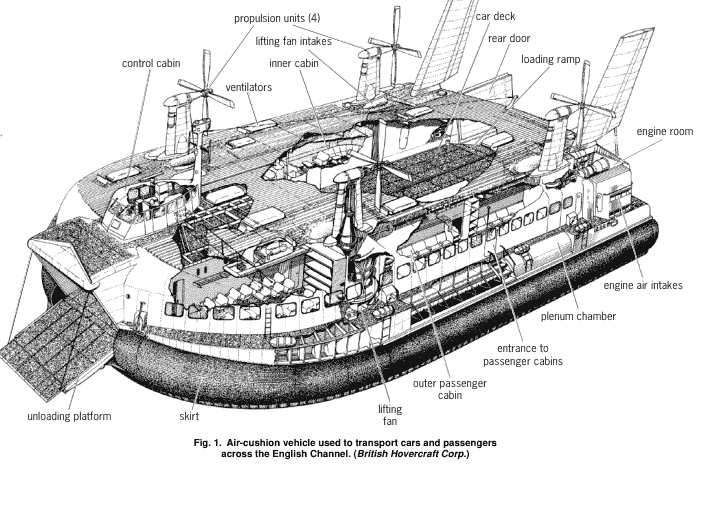 propulsion units (4)
car deck
lifting fan intakes
rear door
control cabin
inner cabin
loading ramp
ventilators
engine room
engine air intakes
plenum chamber
entrance to
passenger cabins
outer passenger
cabin
unloading platform
skirt
lifting
fan
Fig. 1. Air-cushion vehicle used to transport cars and passengers
across the English Channel. (British Hovercraft Corp.)